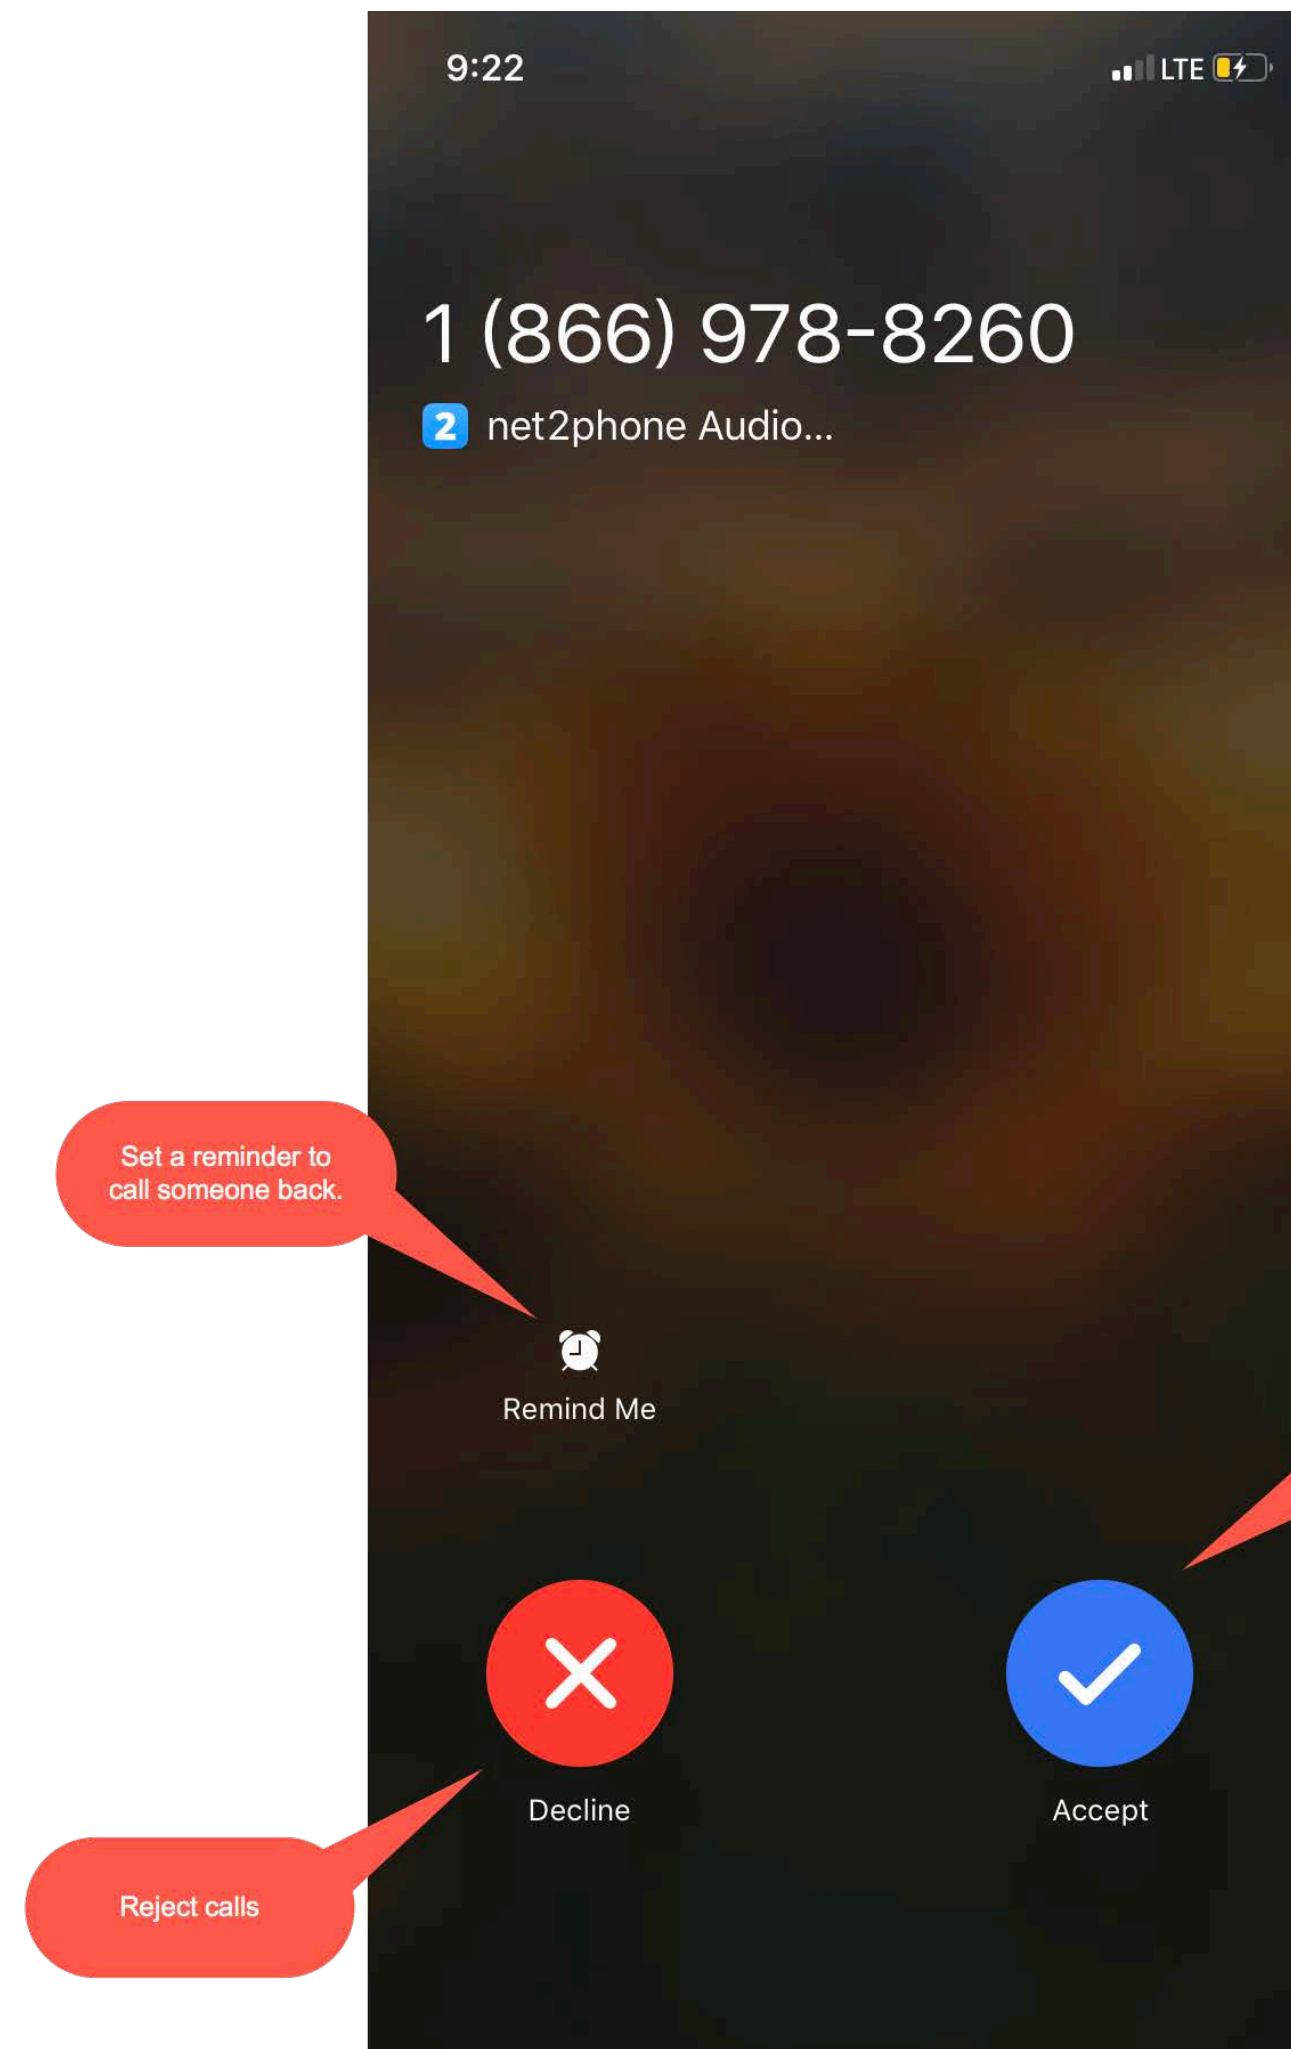 9:22
LTE
1 (866) 978-8260
2 net2phone Audio...
Set a reminder to
call someone back.
Remind Me
Decline
Accept
Reject calls